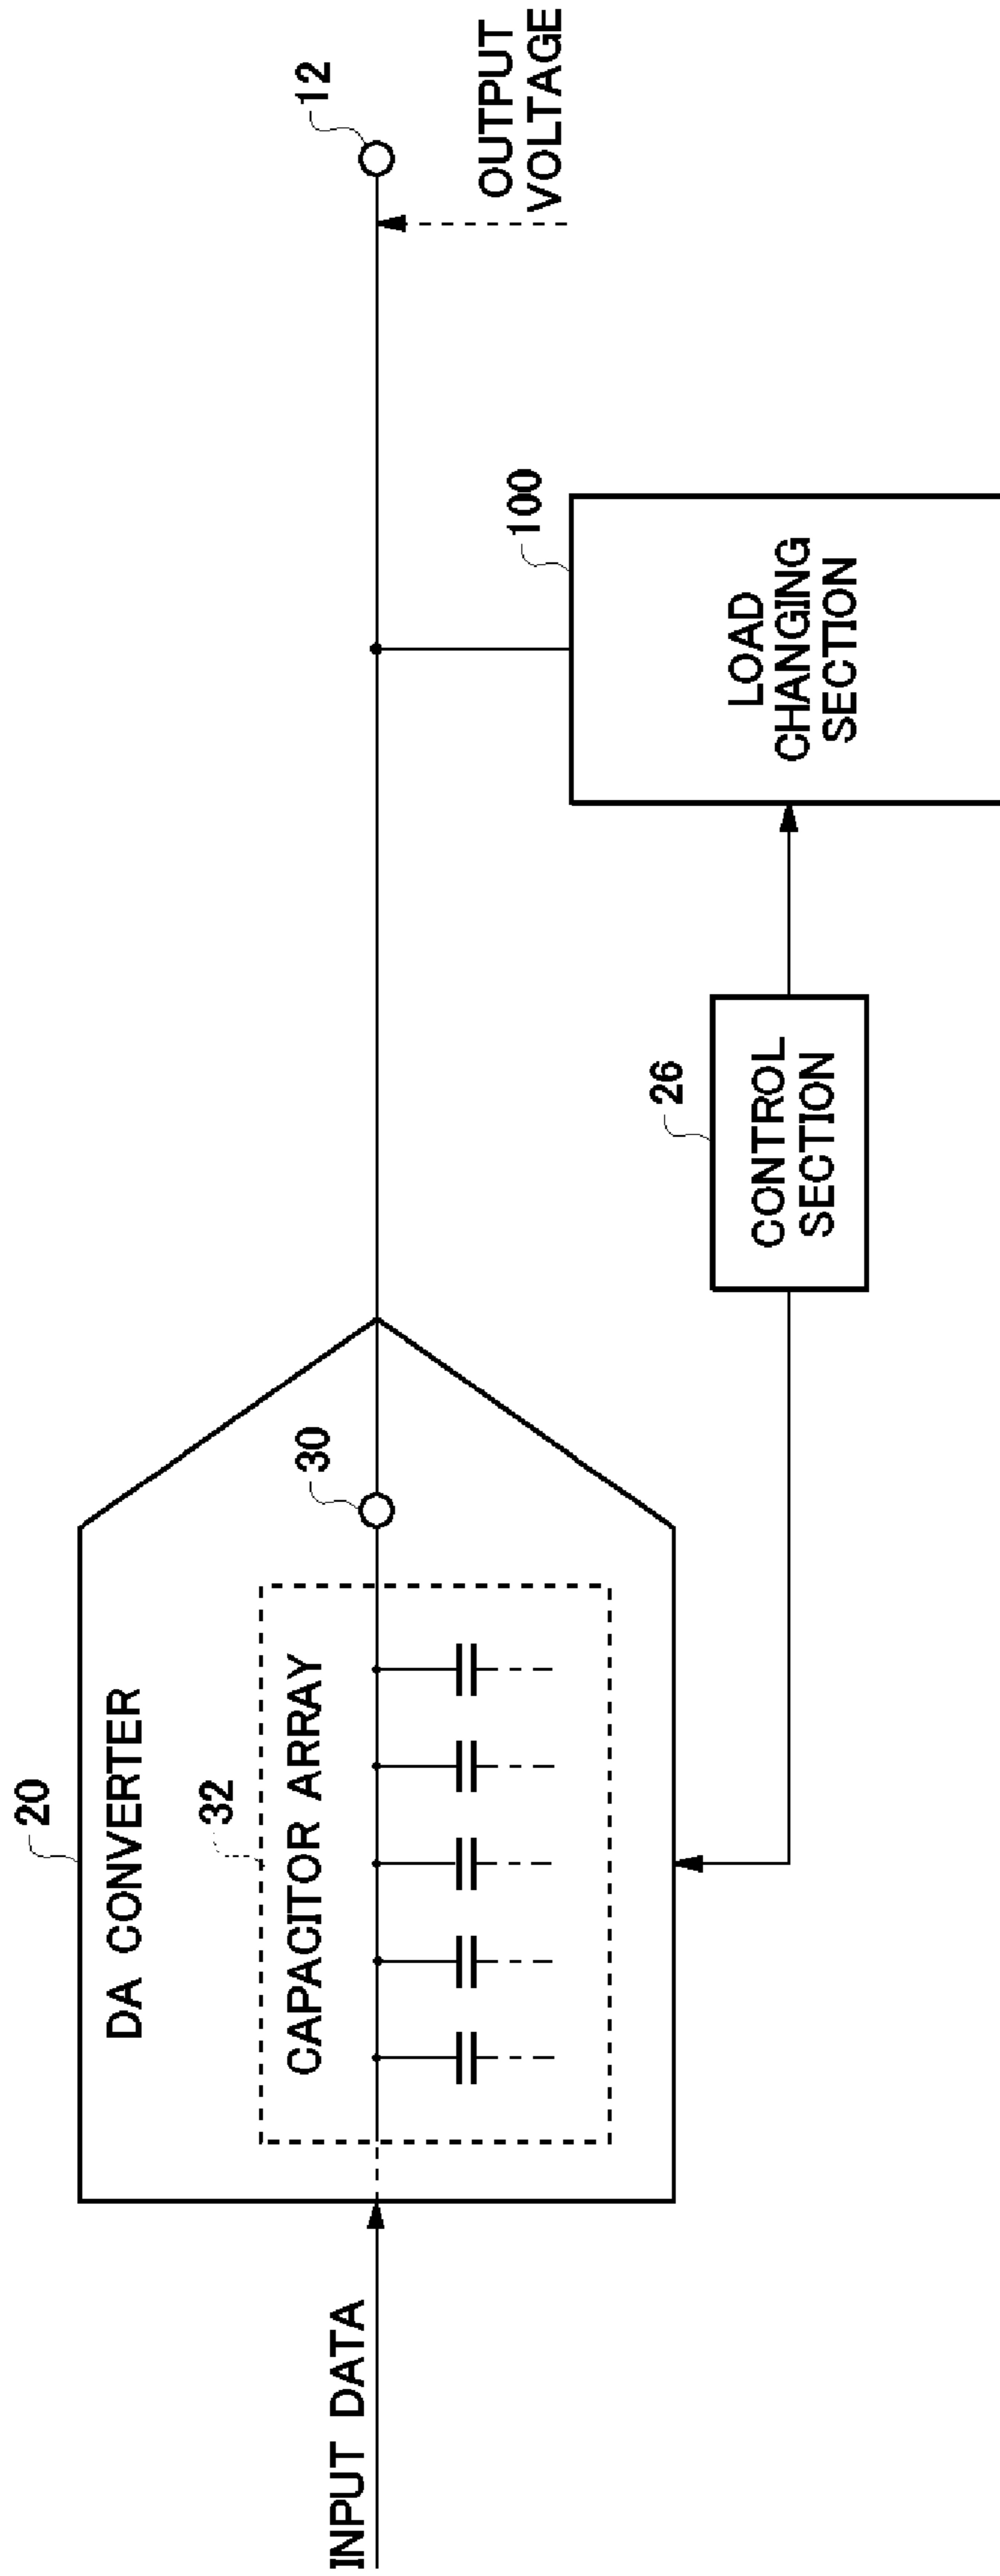 20
DA CONVERTER
32
CAPACITOR ARRAY
30
12
INPUT DATA
OUTPUT
VOLTAGE
100
LOAD
CHANGING
SECTION
26
CONTROL
SECTION